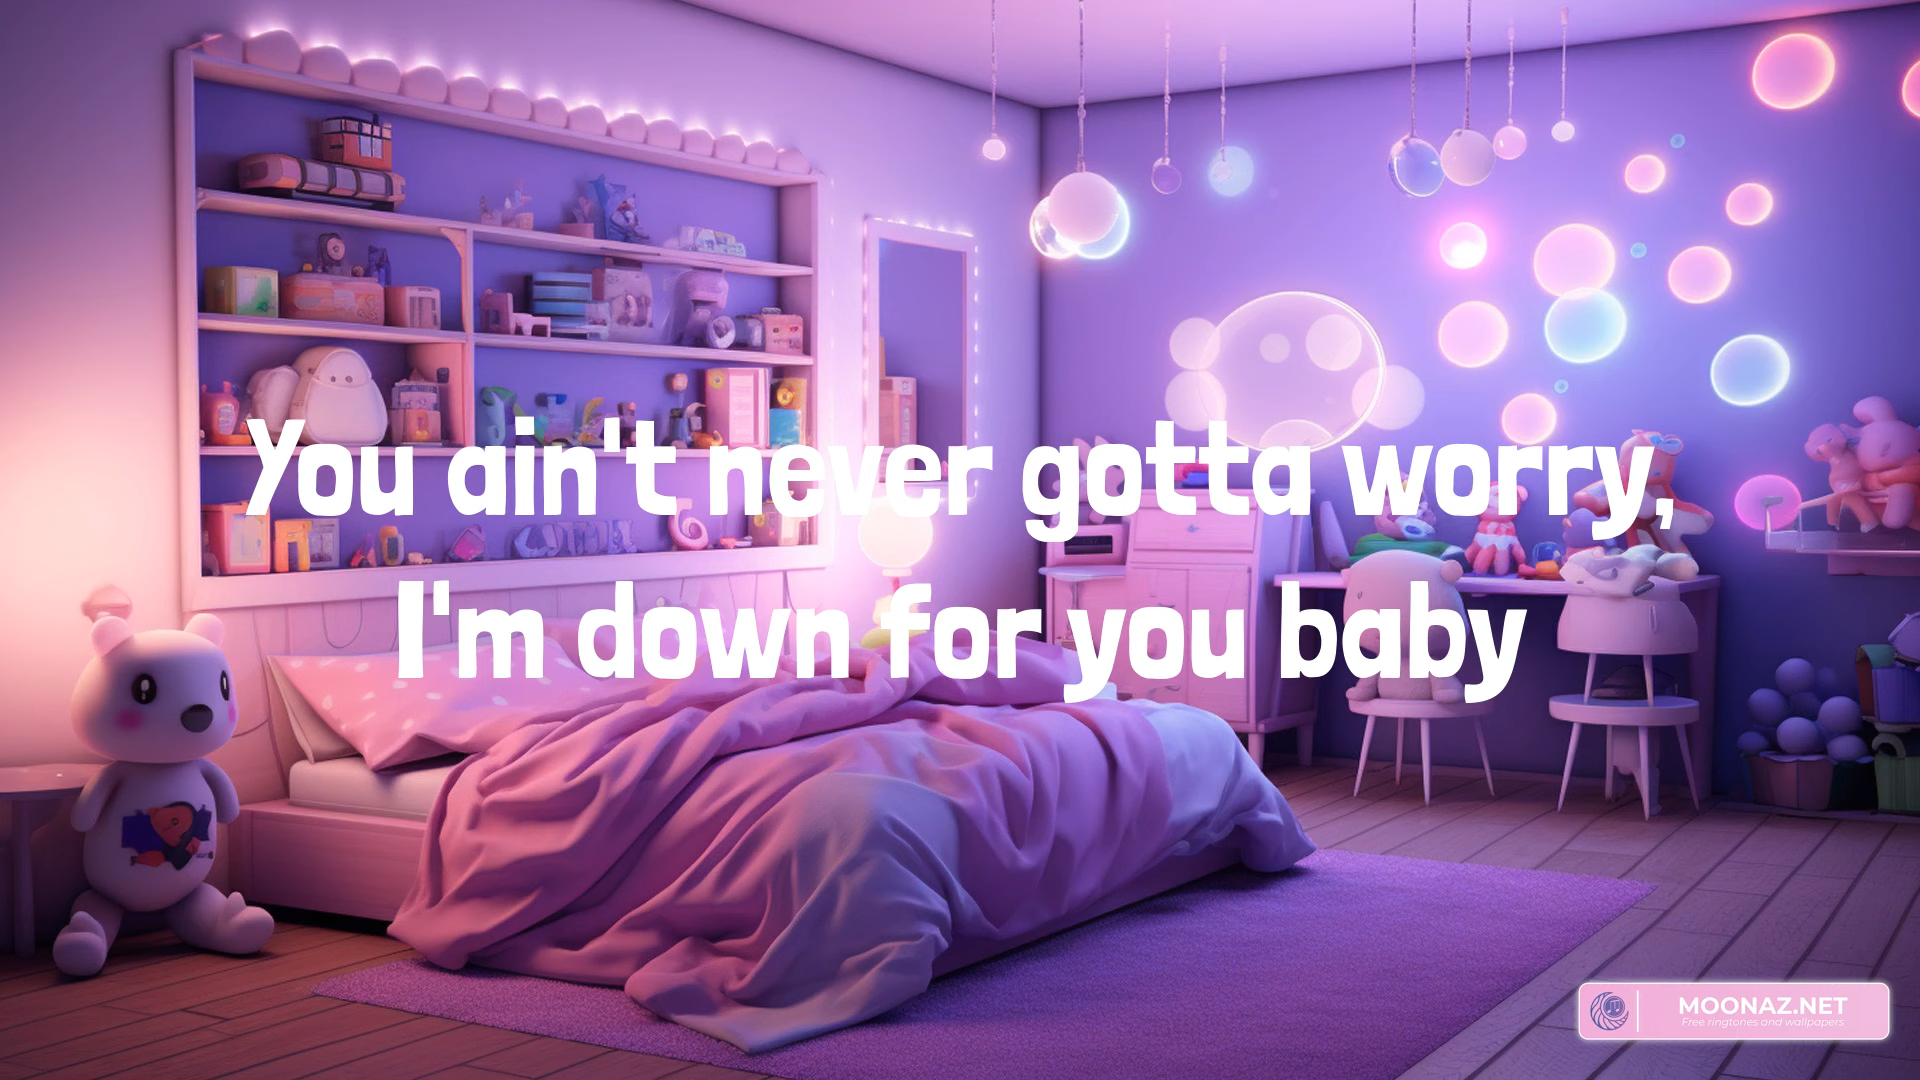 You ain't never gotta worry,
I'm down for you baby
MOONAZ.NET
Free ringtones and wallpapers